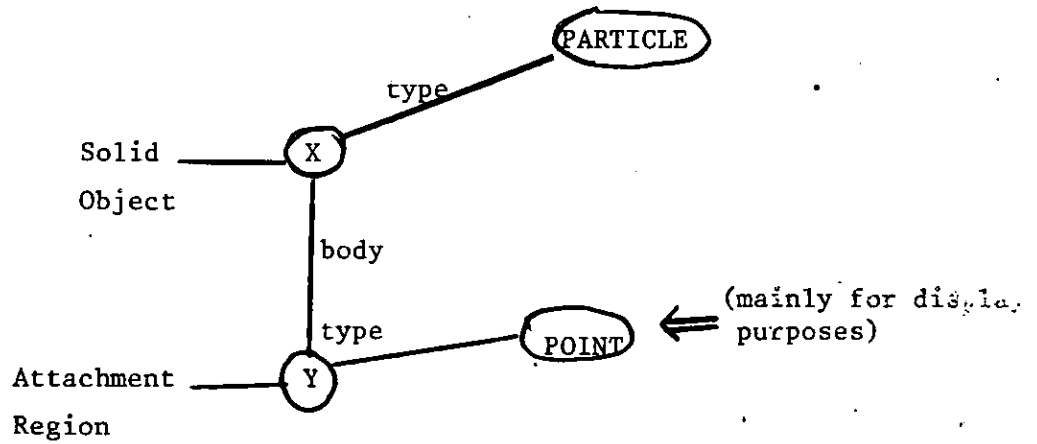 PARTICLE
type
Solid
X
Object
body
(mainly for display
purposes)
type
POINT
Attachment
Y
Region